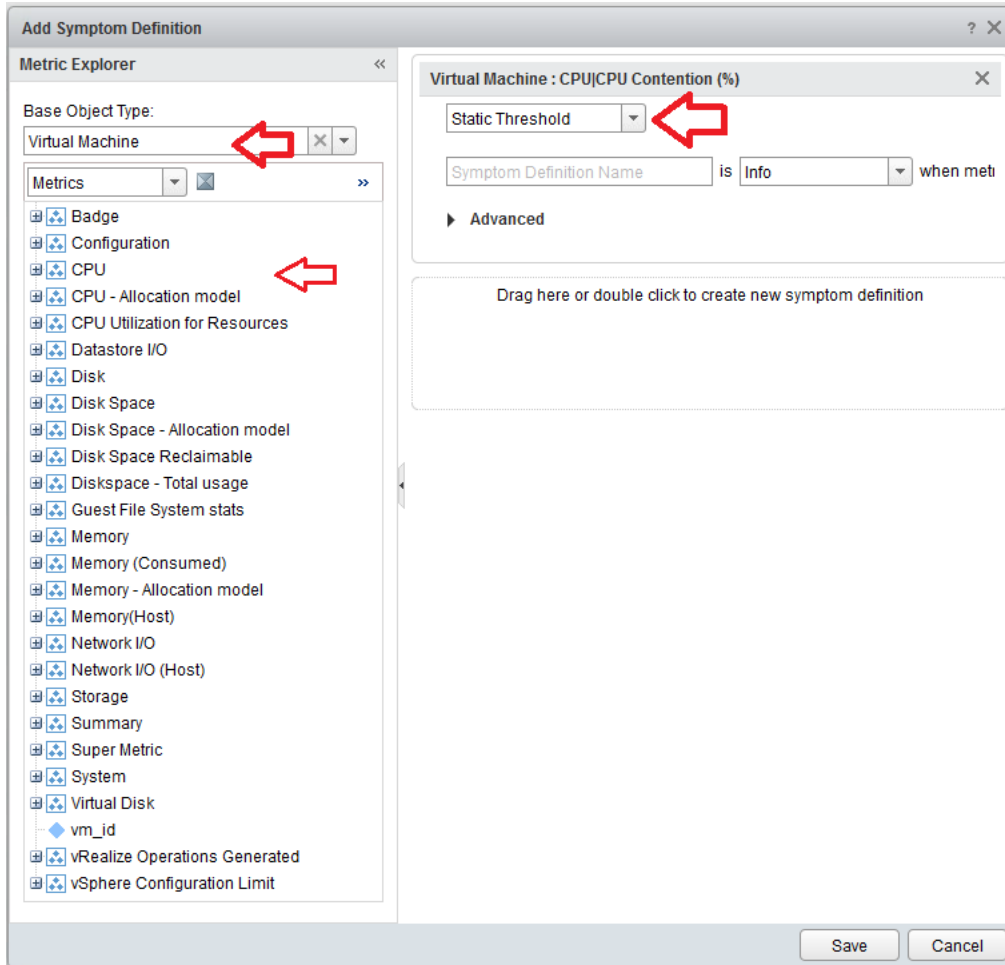 Add Symptom Definition
?
Metric Explorer
«
Base Object Type:
Virtual Machine
Metrics
»
Badge
Configuration
CPU
CPU - Allocation model
CPU Utilization for Resources
Datastore I/O
Disk
Disk Space
Disk Space - Allocation model
Disk Space Reclaimable
Diskspace - Total usage
Guest File System stats
Memory
Memory (Consumed)
Memory - Allocation model
Memory(Host)
Network I/O
Network I/O (Host)
Storage
Summary
Super Metric
System
Virtual Disk
vm_id
vRealize Operations Generated
vSphere Configuration Limit
Virtual Machine : CPU|CPU Contention (%)
Static Threshold
Symptom Definition Name is Info when metr
Advanced
Drag here or double click to create new symptom definition
Save Cancel